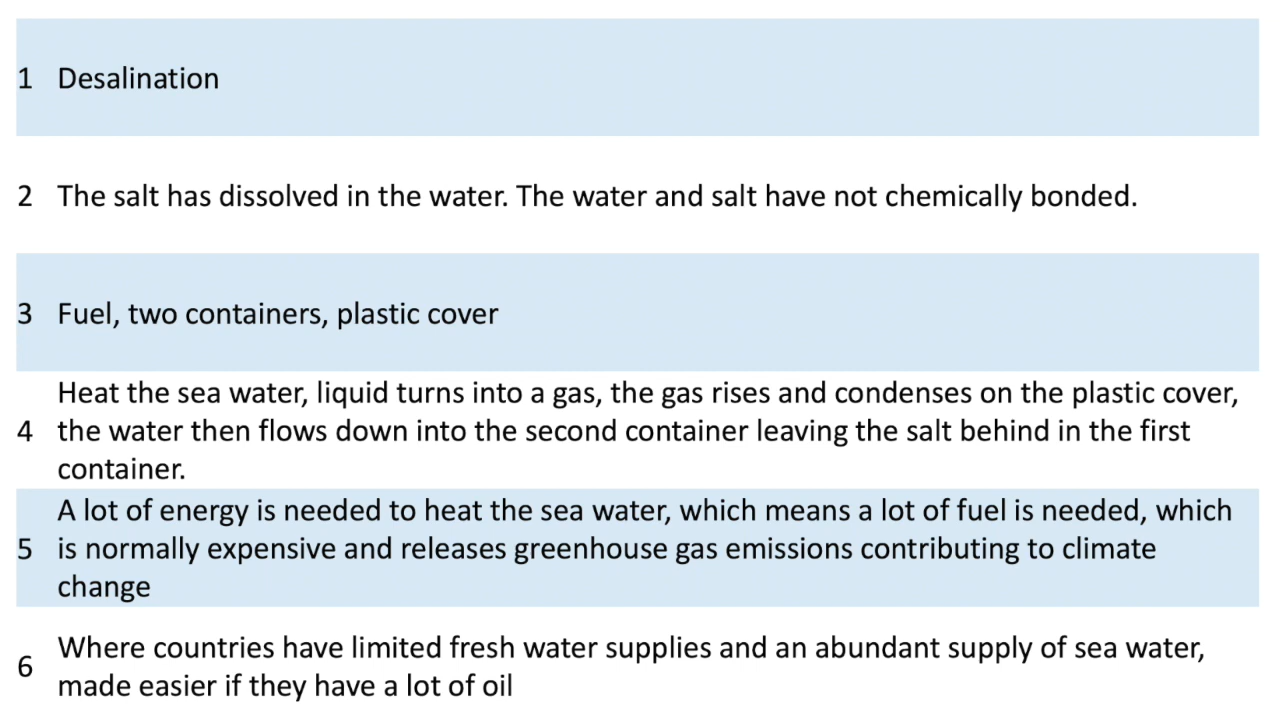 1 Desalination
2 The salt has dissolved in the water. The water and salt have not chemically bonded.
3 Fuel, two containers, plastic cover
Heat the sea water, liquid turns into a gas, the gas rises and condenses on the plastic cover,
4 the water then flows down into the second container leaving the salt behind in the first
container.
A lot of energy is needed to heat the sea water, which means a lot of fuel is needed, which
5 is normally expensive and releases greenhouse gas emissions contributing to climate
change
6 Where countries have limited fresh water supplies and an abundant supply of sea water,
made easier if they have a lot of oil